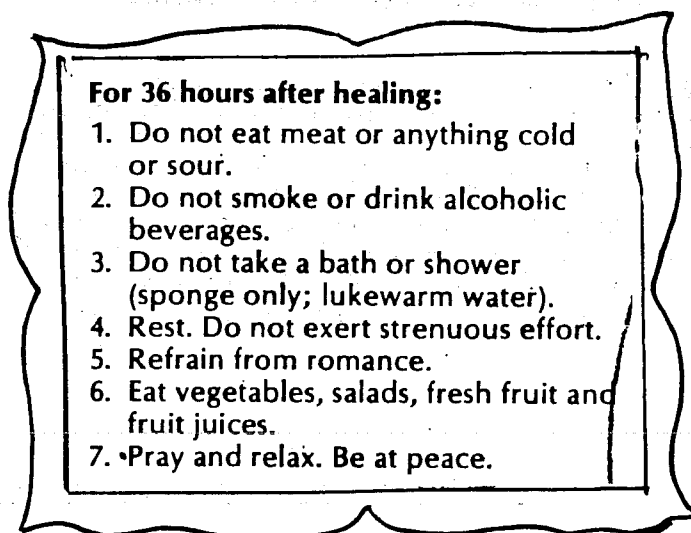 For 36 hours after healing:
1. Do not eat meat or anything cold
or sour.
2. Do not smoke or drink alcoholic
beverages.
3. Do not take a bath or shower
(sponge only; lukewarm water).
4. Rest. Do not exert strenuous effort.
5. Refrain from romance.
6. Eat vegetables, salads, fresh fruit and
fruit juices.
7. Pray and relax. Be at peace.